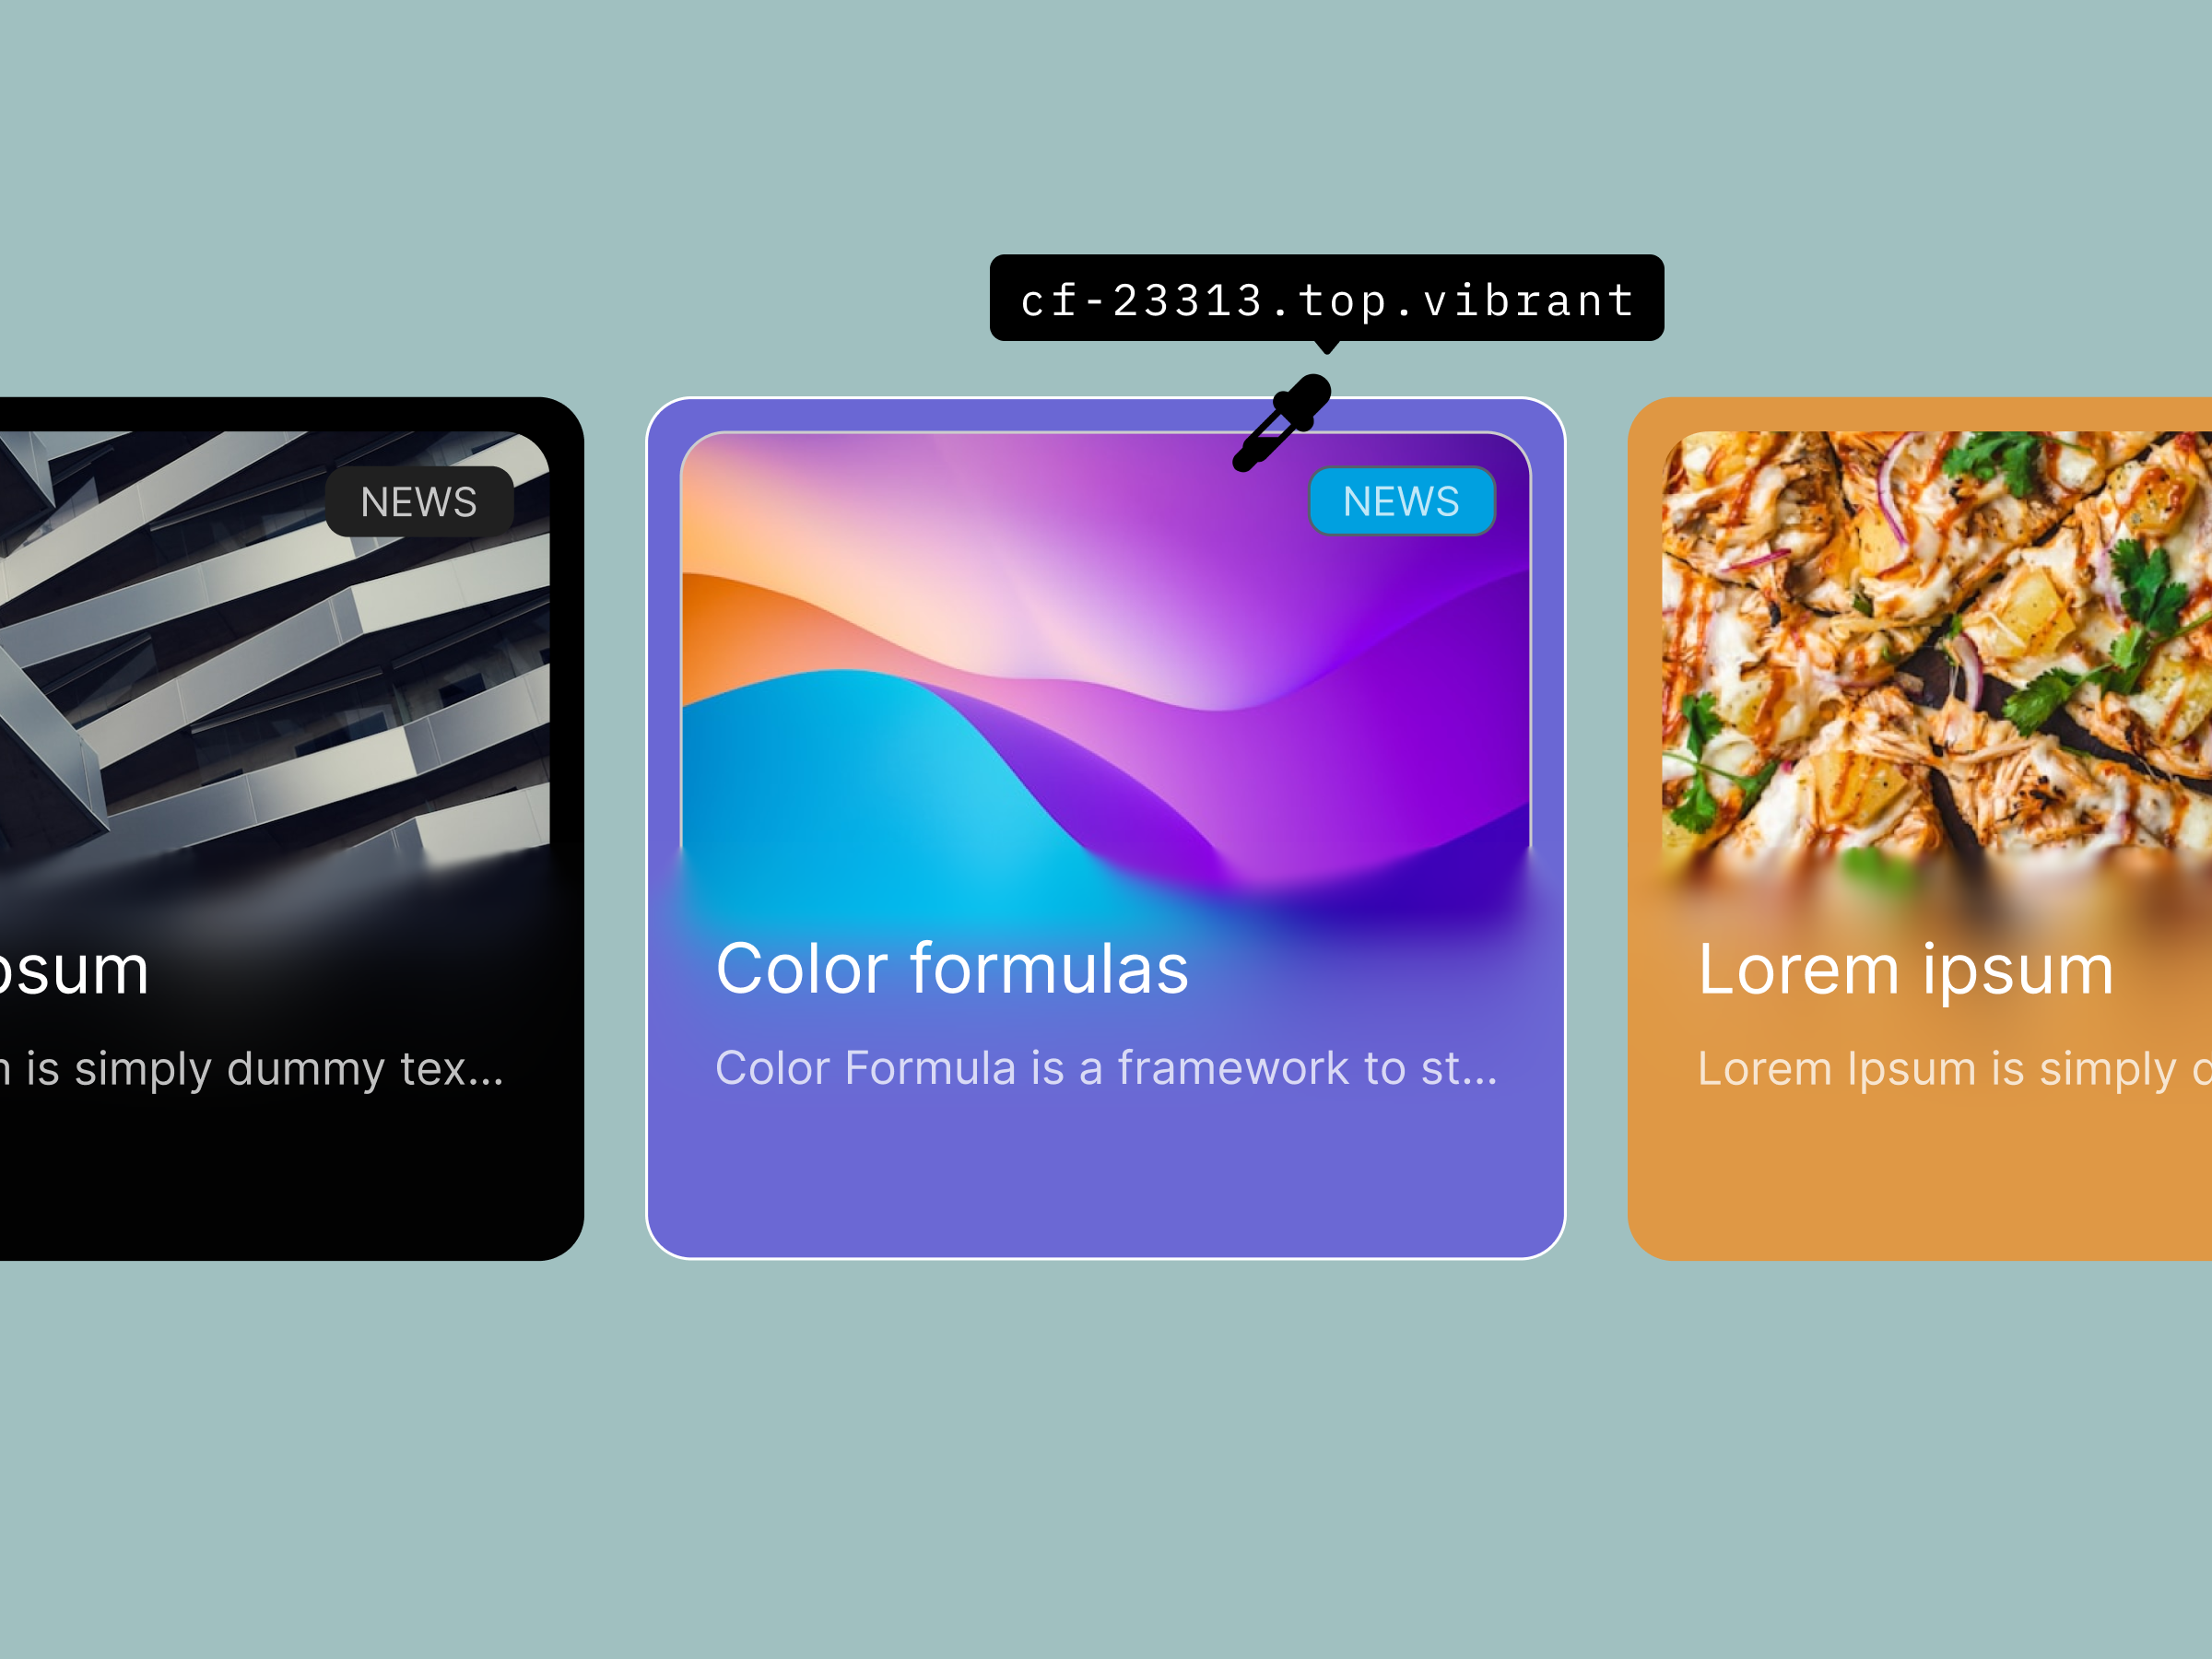 cf-23313.top.vibrant
NEWS
is simply dummy tex...
NEWS
Color formulas
Color Formula is a framework to st...
Lorem ipsum
Lorem Ipsum is simply